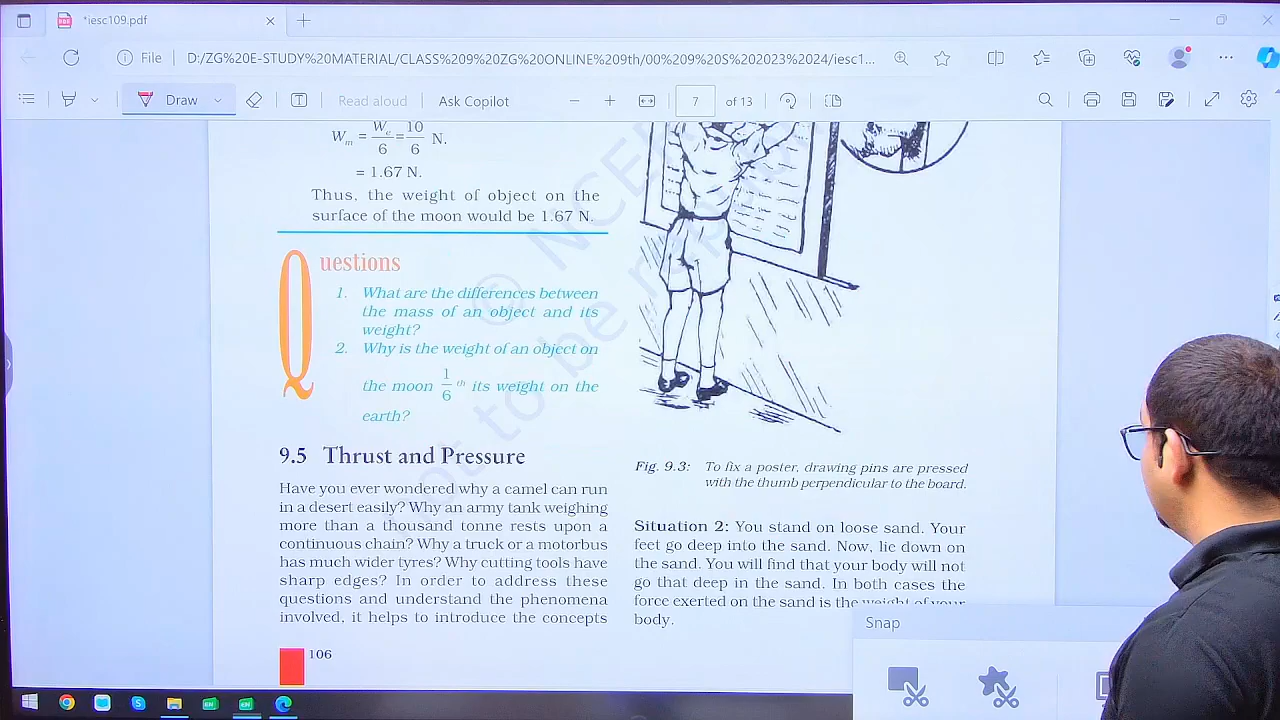 *iesc109.pdf
File
D:/ZG%20E-STUDY%20MATERIAL/CLASS%209%20ZG%20ONLINE%209th/00%209%20S%202023%2024/iesc1...
Draw
Read aloud
Ask Copilot
7
of 13
Wm = We/6 = 10/6 N.
= 1.67 N.
Thus, the weight of object on the
surface of the moon would be 1.67 N.
Questions
1. What are the differences between
the mass of an object and its
weight?
2. Why is the weight of an object on
the moon 1/6 th its weight on the
earth?
9.5 Thrust and Pressure
Have you ever wondered why a camel can run
in a desert easily? Why an army tank weighing
more than a thousand tonne rests upon a
continuous chain? Why a truck or a motorbus
has much wider tyres? Why cutting tools have
sharp edges? In order to address these
questions and understand the phenomena
involved, it helps to introduce the concepts
106
Fig. 9.3: To fix a poster, drawing pins are pressed
with the thumb perpendicular to the board.
Situation 2: You stand on loose sand. Your
feet go deep into the sand. Now, lie down on
the sand. You will find that your body will not
go that deep in the sand. In both cases the
force exerted on the sand is the weight of your
body.
Snap